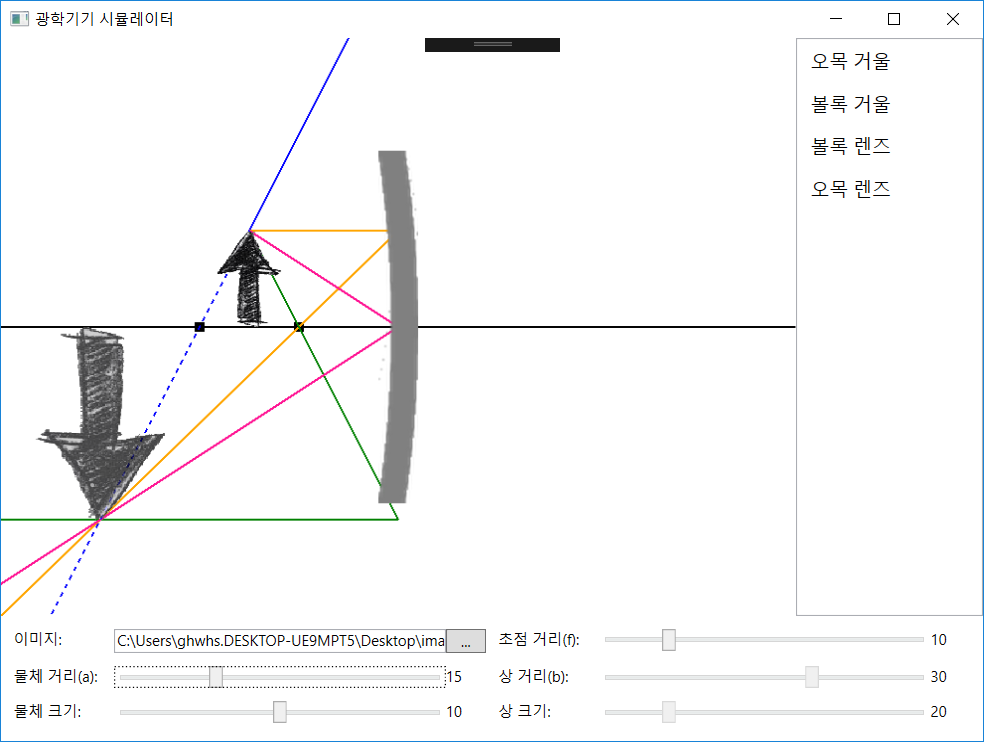 광학기기 시뮬레이터
오목 거울
볼록 거울
볼록 렌즈
오목 렌즈
이미지: C:\Users\ghwhs.DESKTOP-UE9MPT5\Desktop\ima ... 초점 거리(f): 10
물체 거리(a): 15 상 거리(b): 30
물체 크기: 10 상 크기: 20